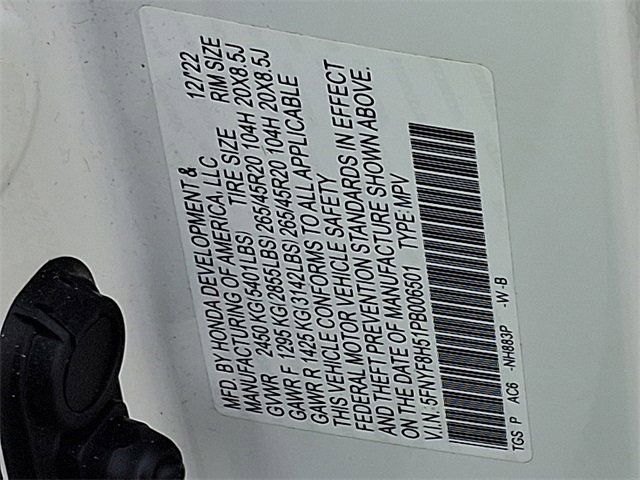 MFD. BY HONDA DEVELOPMENT & 12/'22
MANUFACTURING OF AMERICA, LLC TIRE SIZE RIM SIZE
GVWR 2450 KG(5401LBS)
GAWR F 1295 KG(2855LBS)265/45R20 104H 20X8.5J
GAWR R 1425 KG(3142LBS)265/45R20 104H 20X8.5J
THIS VEHICLE CONFORMS TO ALL APPLICABLE
FEDERAL MOTOR VEHICLE SAFETY
AND THEFT PREVENTION STANDARDS IN EFFECT
ON THE DATE OF MANUFACTURE SHOWN ABOVE.
V.I.N: 5FNYF8H51PB006501 TYPE:MPV
TGS P AC6 -NH883P -W-B